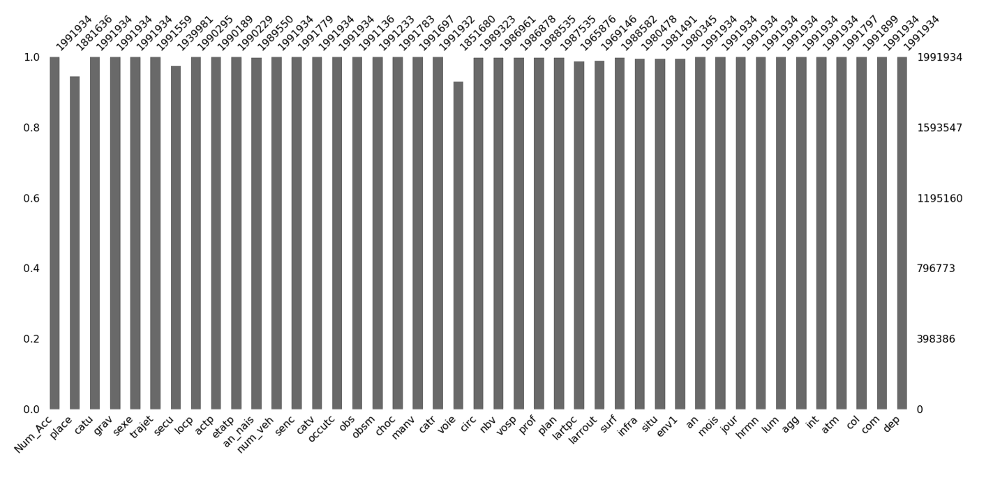 1991934
1881636
1991934
1991934
1991934
1991559
1939981
1990295
1990189
1990229
1989550
1991934
1991779
1991934
1991934
1991136
1991233
1991783
1991697
1991932
1851680
1989323
1986961
1986878
1988535
1987535
1965876
1969146
1988582
1980478
1981491
1980345
1991934
1991934
1991934
1991934
1991934
1991934
1991934
1991797
1991899
1991934
1991934
1.0
1991934
0.8
1593547
0.6
1195160
0.4
796773
0.2
398386
0.0
0
Num_Acc
place
catu
grav
sexe
trajet
secu
locp
actp
etatp
an_nais
num_veh
senc
catv
occutc
obs
obsm
choc
manv
catr
voie
circ
nbv
vosp
prof
plan
lartpc
larrout
surf
infra
situ
env1
an
mois
jour
hrmn
lum
agg
int
atm
col
com
dep